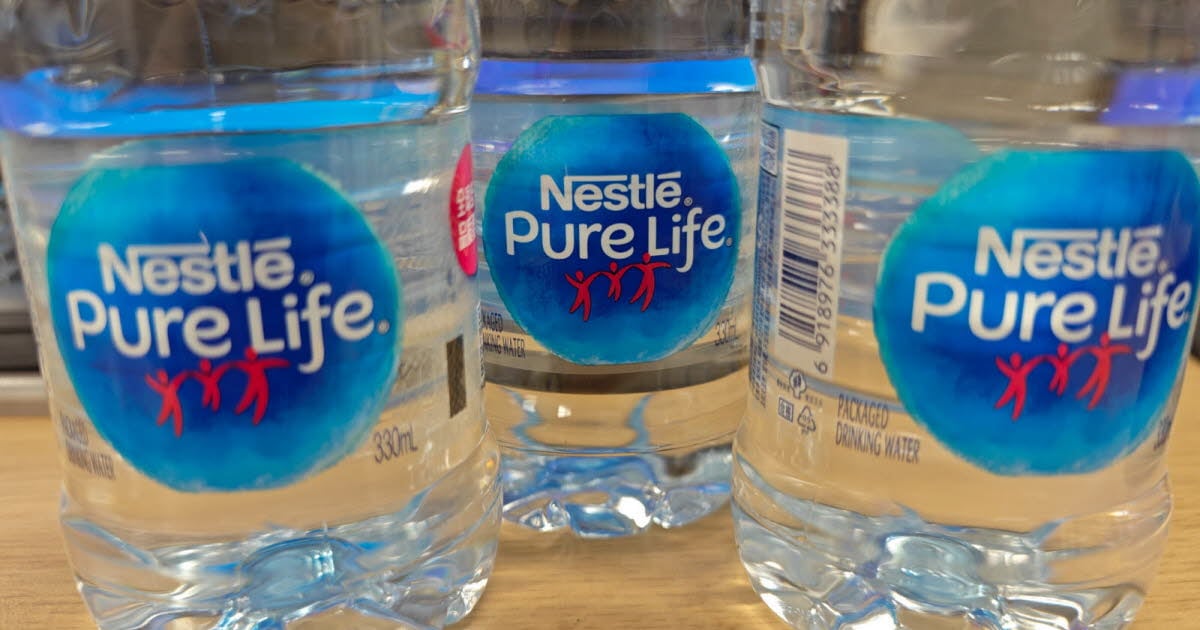 Nestlé®
Pure Life®
330mL
Nestlé®
Pure Life®
DRINKING WATER
330mL
6 918976 333388
Nestlé®
Pure Life
PACKAGED
DRINKING WATER